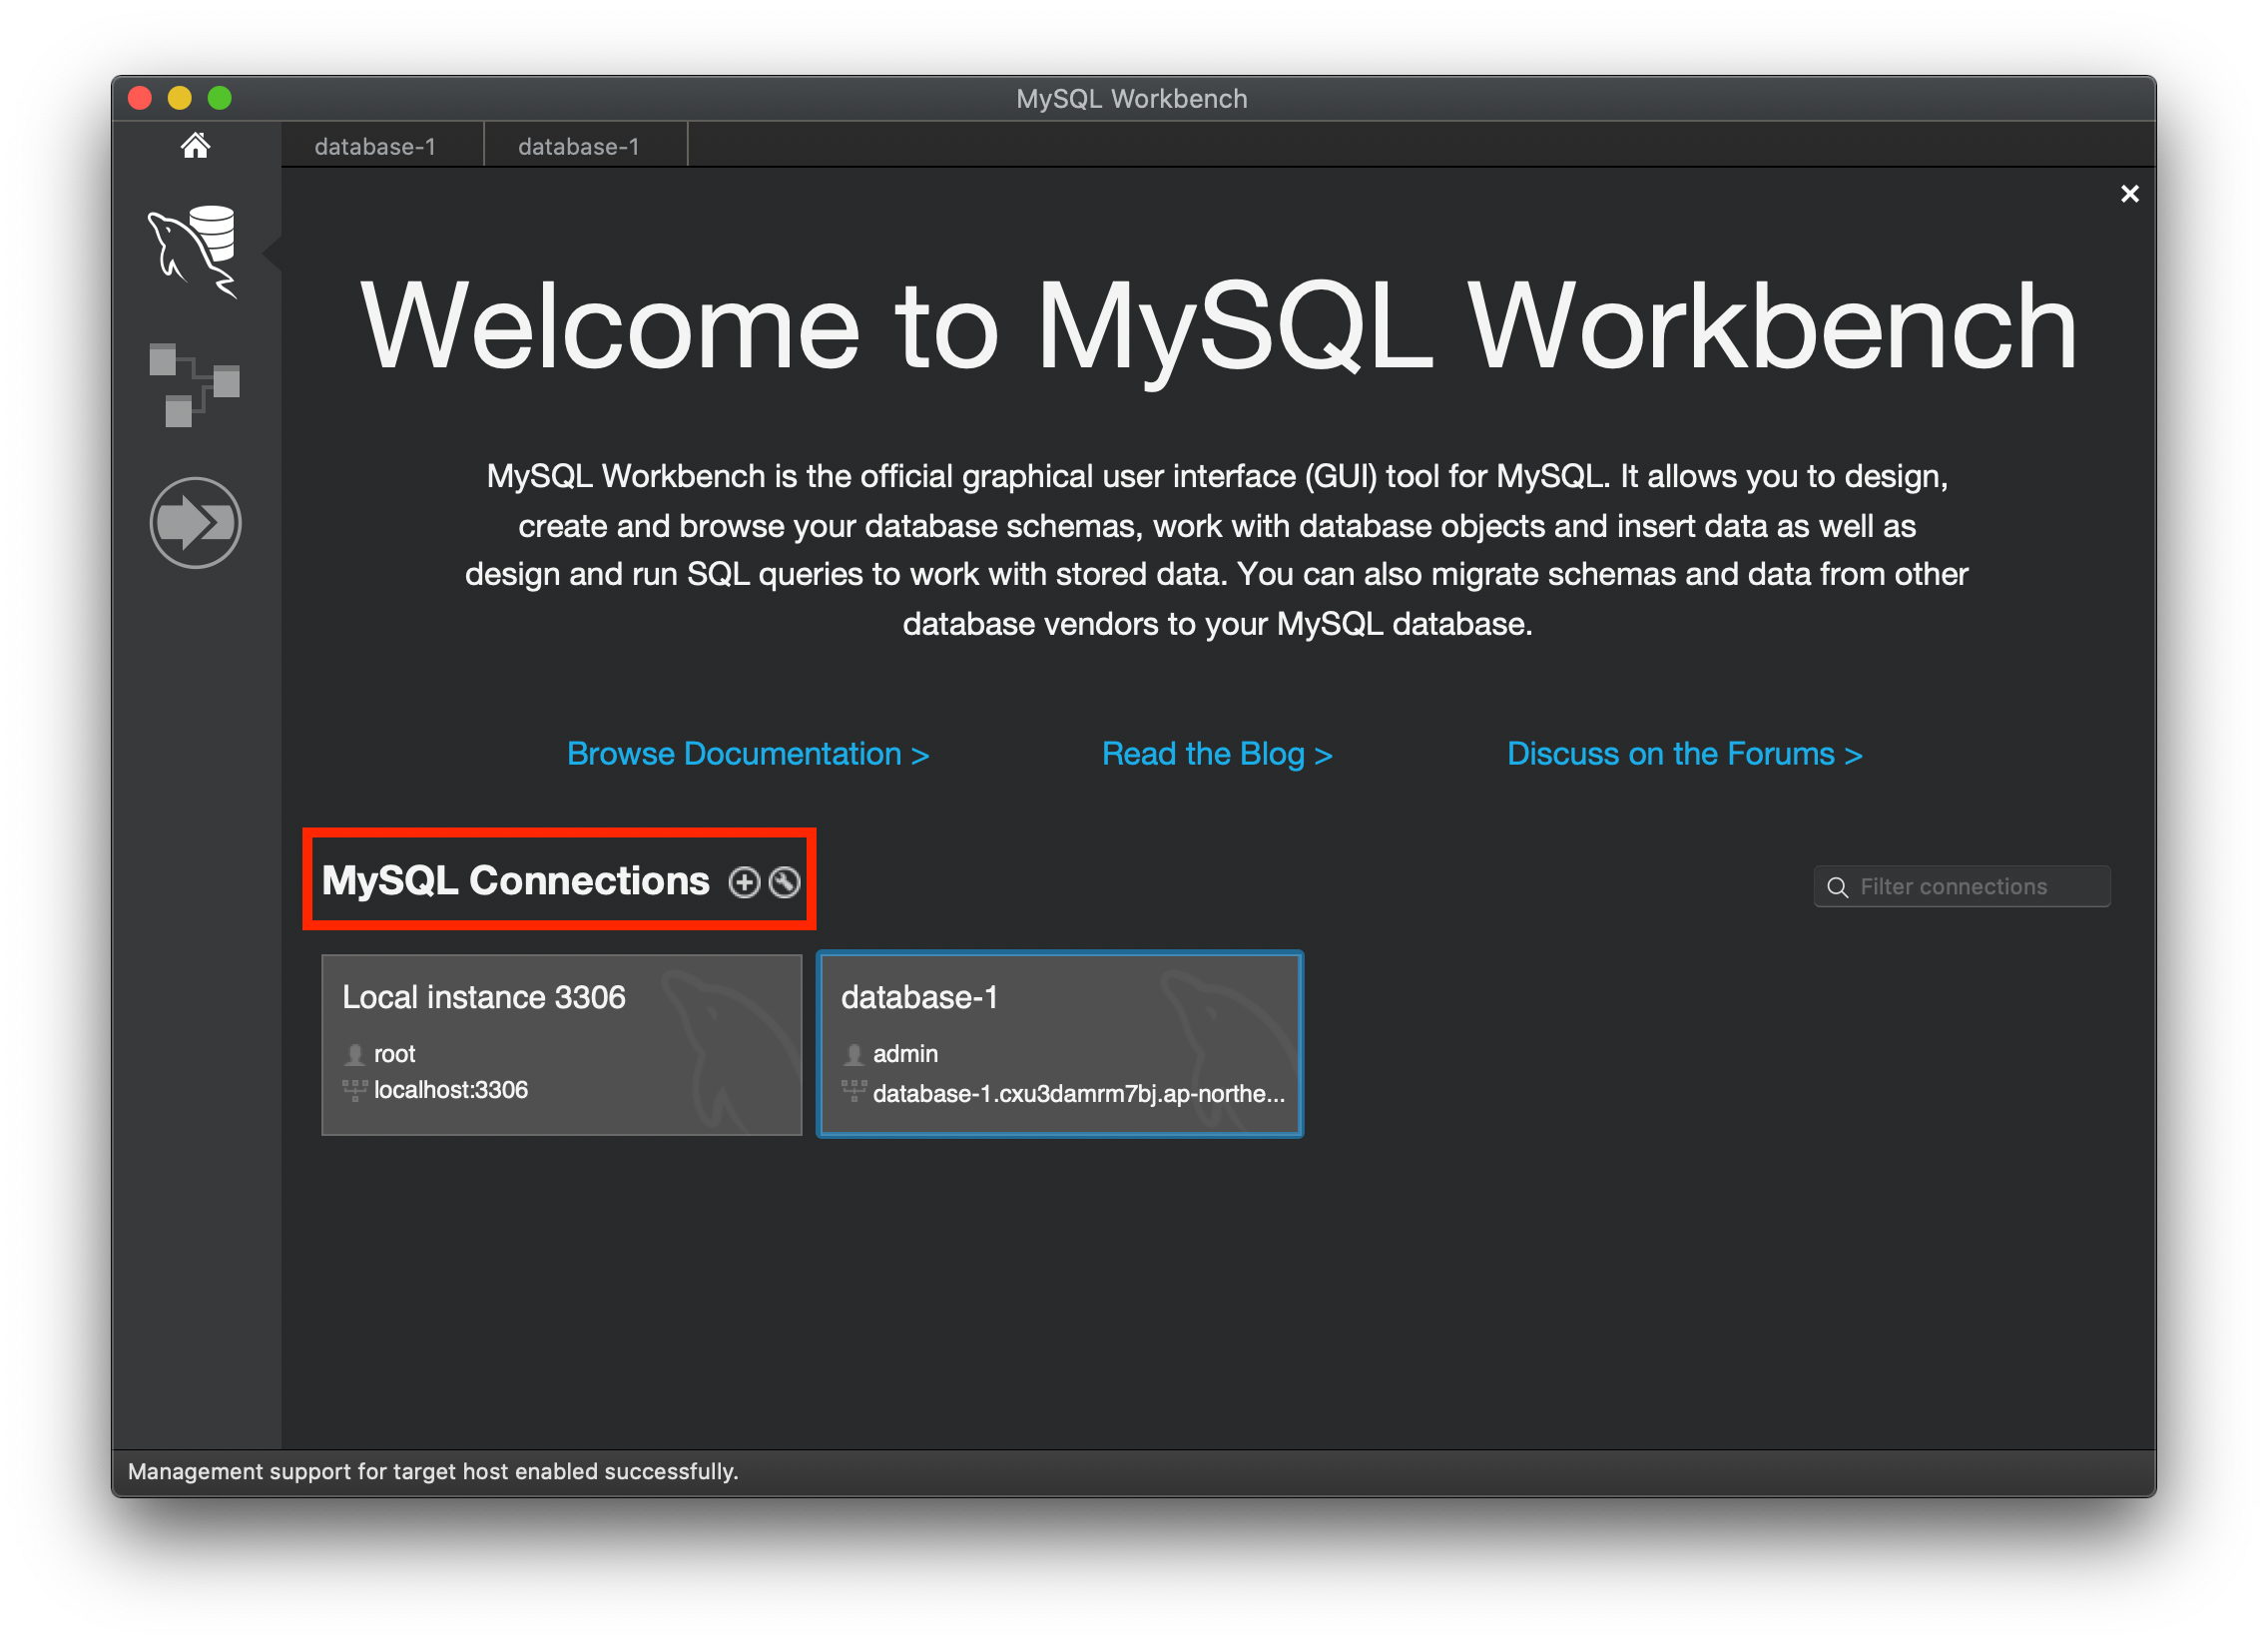 MySQL Workbench
database-1
database-1
Welcome to MySQL Workbench
MySQL Workbench is the official graphical user interface (GUI) tool for MySQL. It allows you to design,
create and browse your database schemas, work with database objects and insert data as well as
design and run SQL queries to work with stored data. You can also migrate schemas and data from other
database vendors to your MySQL database.
Browse Documentation >
Read the Blog >
Discuss on the Forums >
MySQL Connections
Filter connections
Local instance 3306
root
localhost:3306
database-1
admin
database-1.cxu3damrm7bj.ap-northe...
Management support for target host enabled successfully.